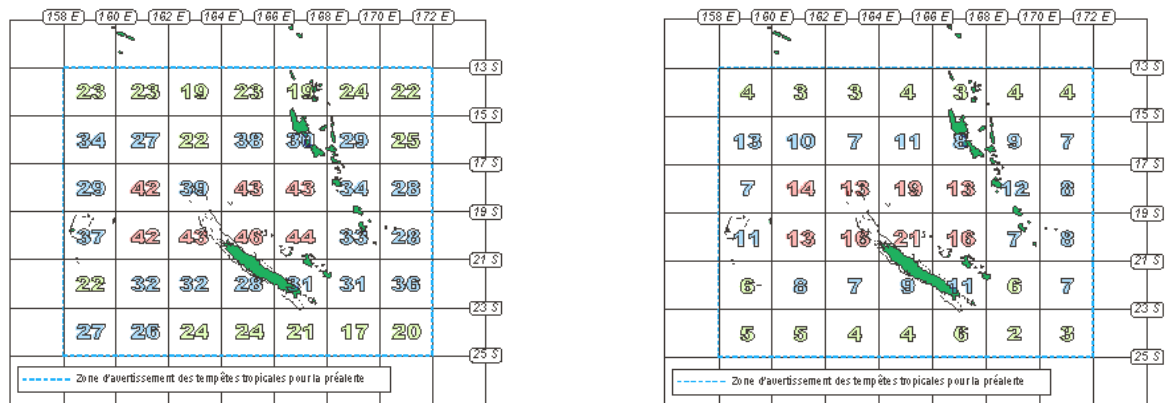 158 E 160 E 162 E 164 E 166 E 168 E 170 E 172 E
13 S
23 23 19 23 19 24 22
15 S
34 27 22 38 30 29 25
17 S
29 42 39 43 43 34 28
19 S
37 42 43 46 44 33 28
21 S
22 32 32 28 31 31 36
23 S
27 26 24 24 21 17 20
25 S
Zone d'avertissement des tempêtes tropicales pour la préalerte
158 E 160 E 162 E 164 E 166 E 168 E 170 E 172 E
13 S
4 3 3 4 3 4 4
15 S
13 10 7 11 8 9 7
17 S
7 14 13 19 13 12 8
19 S
11 13 16 21 16 7 8
21 S
6 8 7 9 11 6 7
23 S
5 5 4 4 6 2 3
25 S
Zone d'avertissement des tempêtes tropicales pour la préalerte